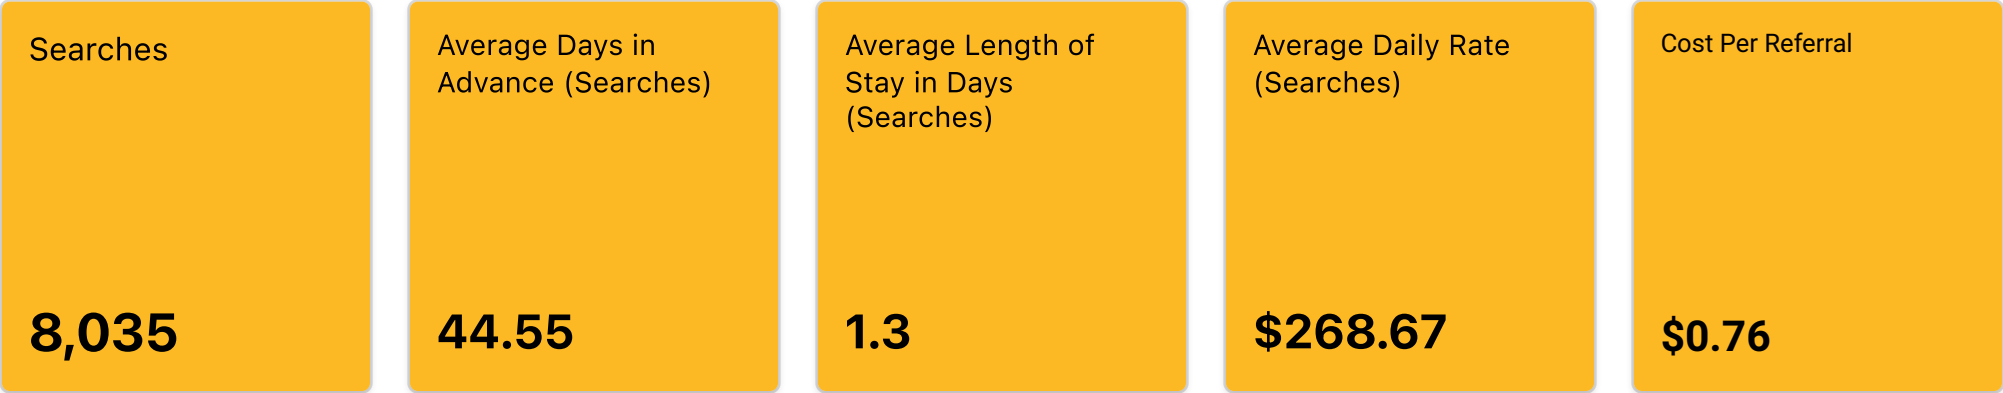 Searches
8,035
Average Days in
Advance (Searches)
44.55
Average Length of
Stay in Days
(Searches)
1.3
Average Daily Rate
(Searches)
$268.67
Cost Per Referral
$0.76